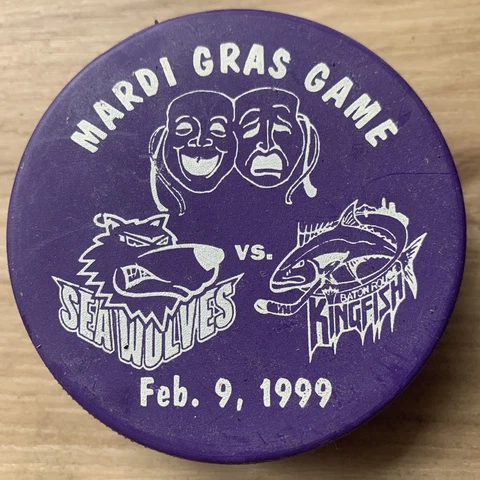 MARDI GRAS GAME
SEA WOLVES
VS.
BATON ROUGE
KINGFISH
Feb. 9, 1999